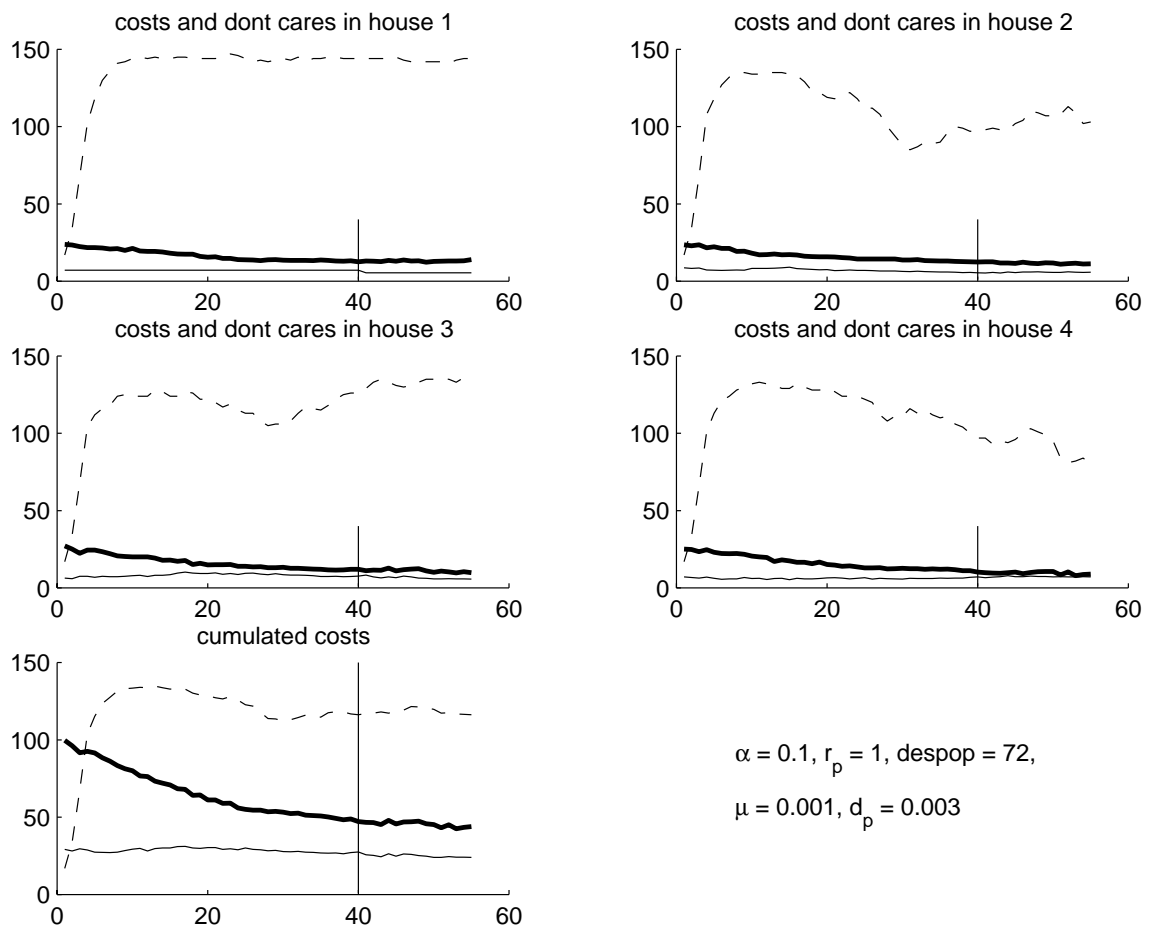 costs and dont cares in house 1
150
100
50
0
0 20 40 60
costs and dont cares in house 2
150
100
50
0
0 20 40 60
costs and dont cares in house 3
150
100
50
0
0 20 40 60
costs and dont cares in house 4
150
100
50
0
0 20 40 60
cumulated costs
150
100
50
0
0 20 40 60
α = 0.1, r_p = 1, despop = 72,
μ = 0.001, d_p = 0.003